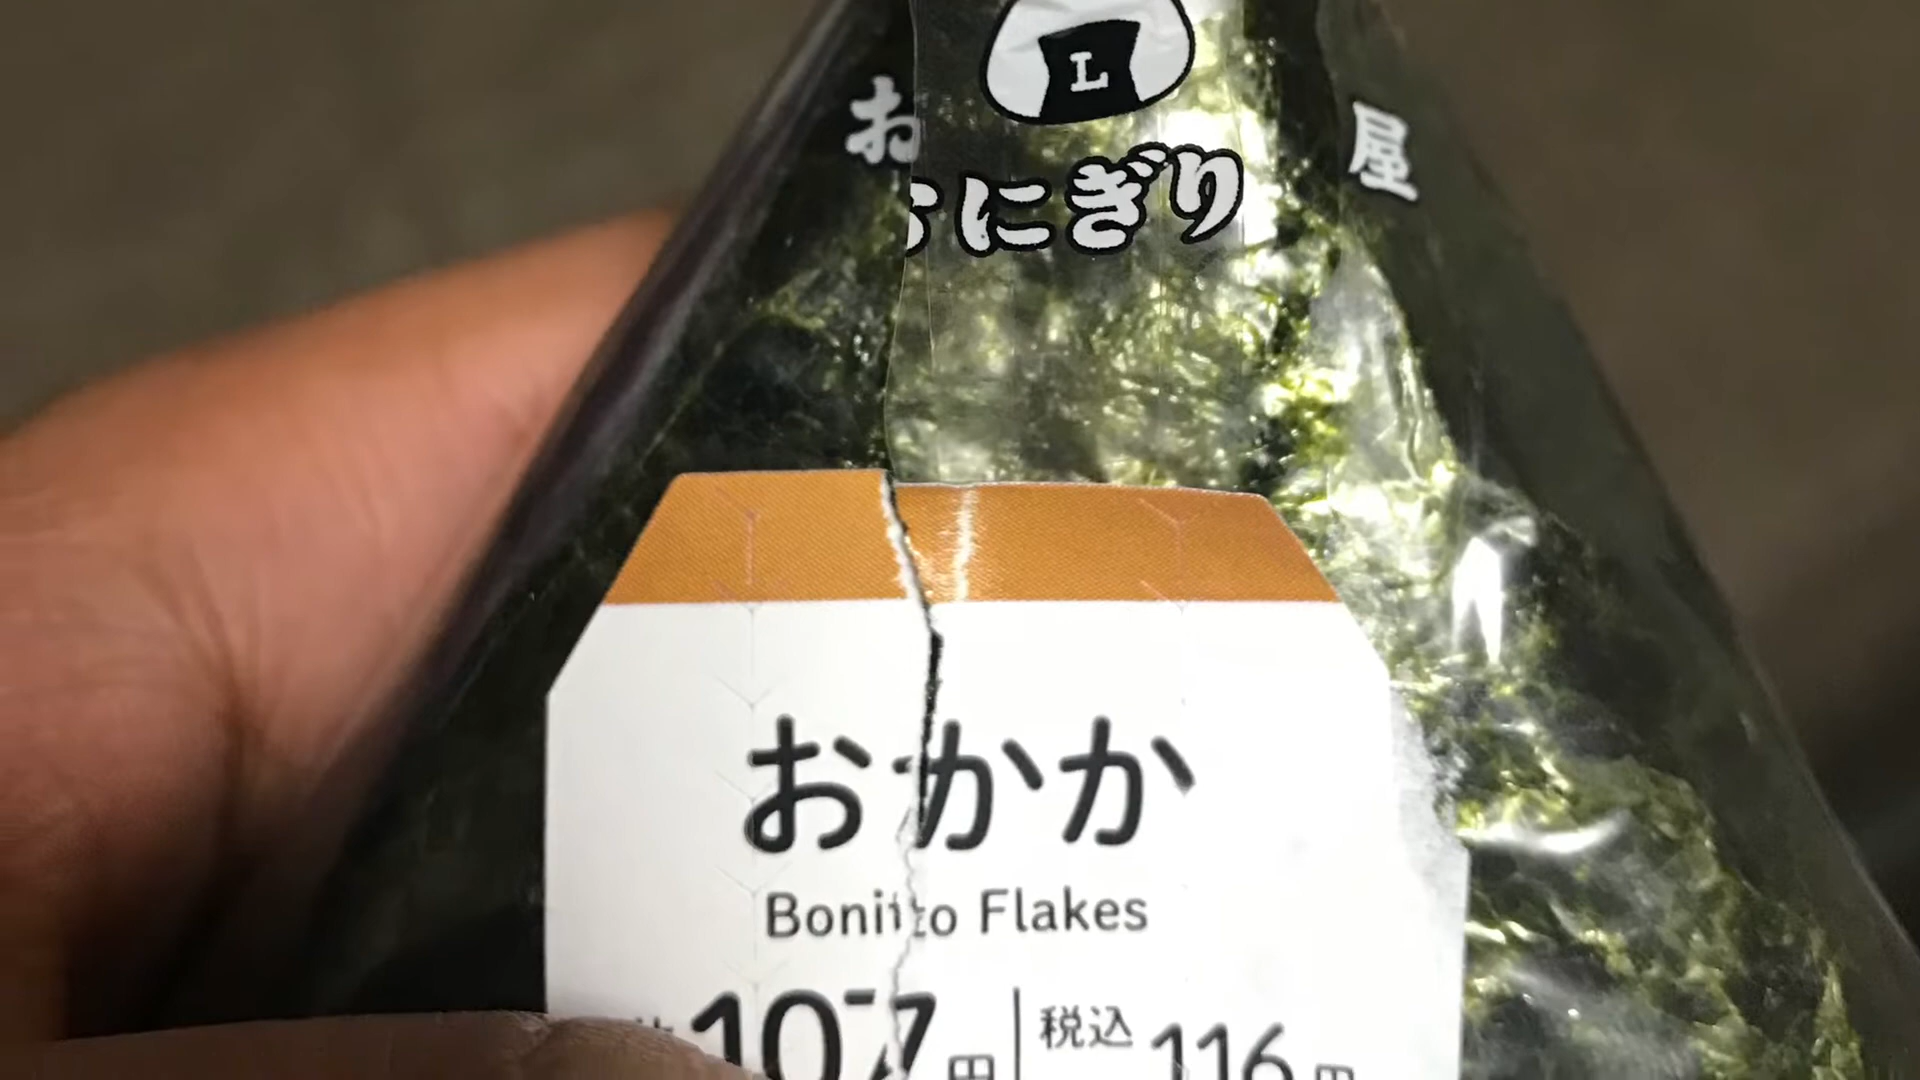 L
お
屋
にぎり
おかか
Bonito Flakes
107円 税込 116円